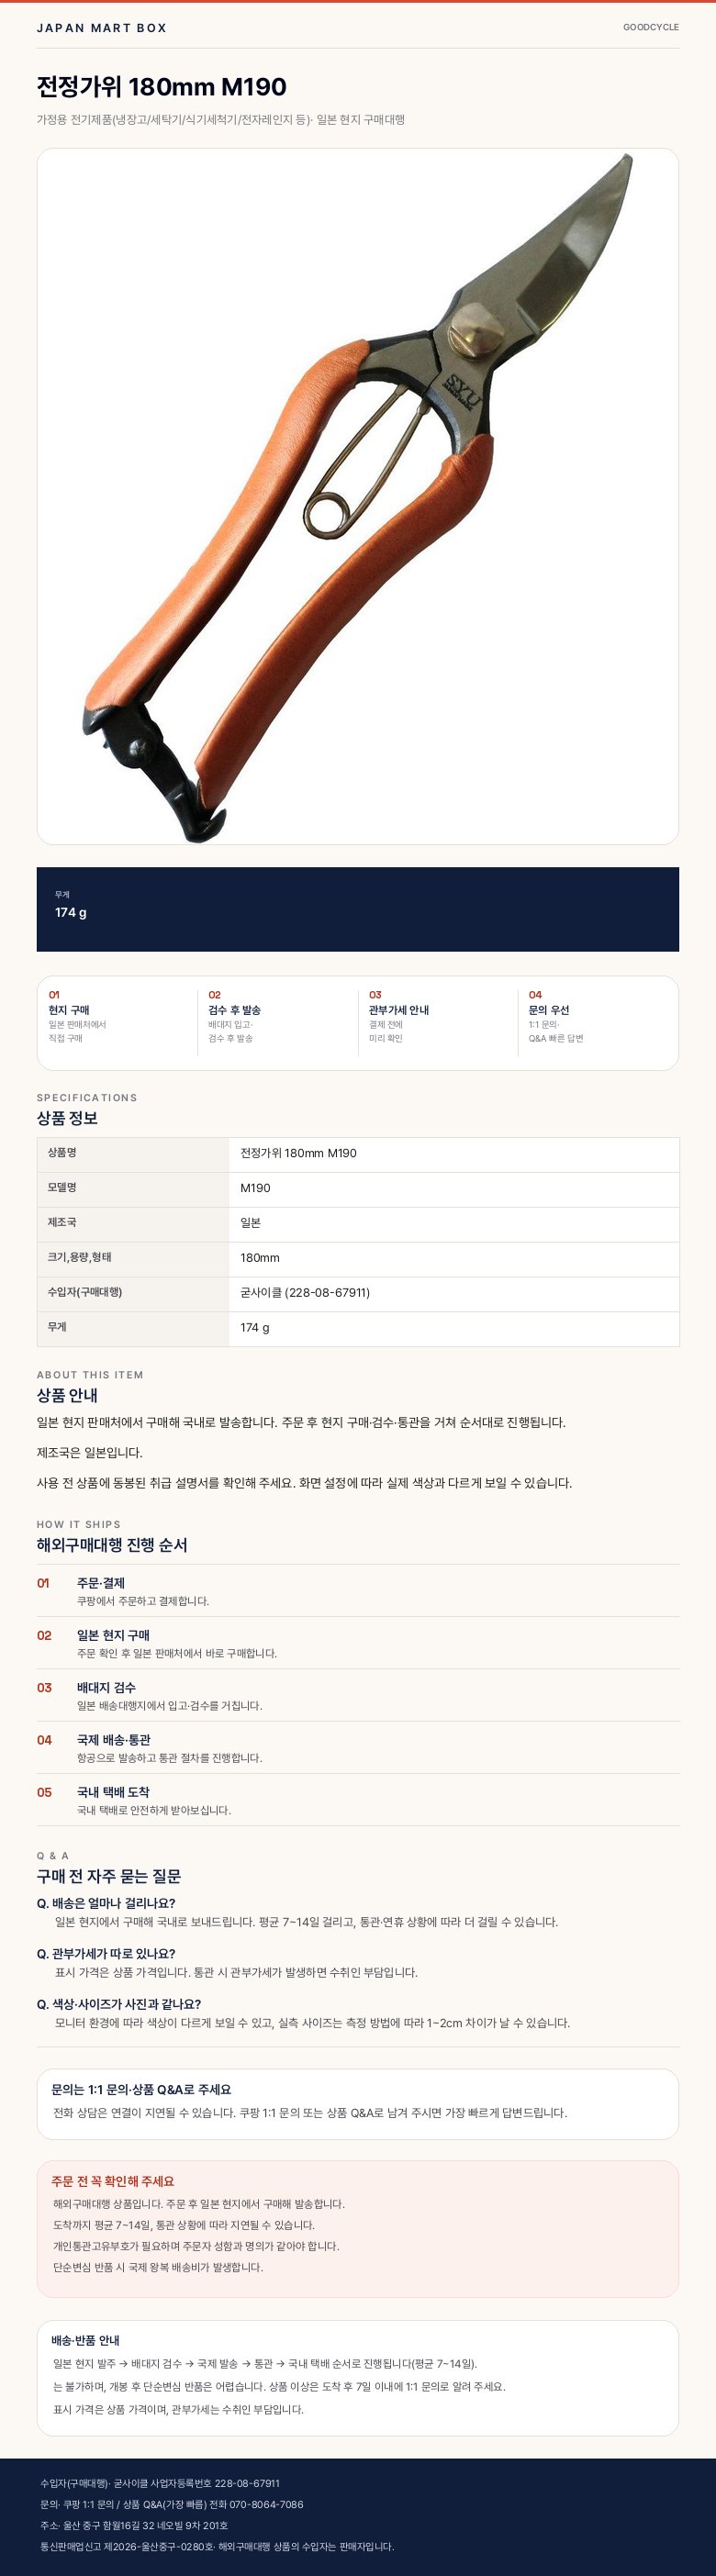 JAPAN MART BOX
GOODCYCLE
전정가위 180mm M190
가정용 전기제품(냉장고/세탁기/식기세척기/전자레인지 등)· 일본 현지 구매대행
SYU
무게
174 g
01
현지 구매
일본 판매처에서
직접 구매
02
검수 후 발송
배대지 입고·
검수 후 발송
03
관부가세 안내
결제 전에
미리 확인
04
문의 우선
1:1 문의·
Q&A 빠른 답변
SPECIFICATIONS
상품 정보
상품명 전정가위 180mm M190
모델명 M190
제조국 일본
크기,용량,형태 180mm
수입자(구매대행) 굳사이클 (228-08-67911)
무게 174 g
ABOUT THIS ITEM
상품 안내
일본 현지 판매처에서 구매해 국내로 발송합니다. 주문 후 현지 구매·검수·통관을 거쳐 순서대로 진행됩니다.
제조국은 일본입니다.
사용 전 상품에 동봉된 취급 설명서를 확인해 주세요. 화면 설정에 따라 실제 색상과 다르게 보일 수 있습니다.
HOW IT SHIPS
해외구매대행 진행 순서
01 주문·결제
쿠팡에서 주문하고 결제합니다.
02 일본 현지 구매
주문 확인 후 일본 판매처에서 바로 구매합니다.
03 배대지 검수
일본 배송대행지에서 입고·검수를 거칩니다.
04 국제 배송·통관
항공으로 발송하고 통관 절차를 진행합니다.
05 국내 택배 도착
국내 택배로 안전하게 받아보십니다.
Q & A
구매 전 자주 묻는 질문
Q. 배송은 얼마나 걸리나요?
일본 현지에서 구매해 국내로 보내드립니다. 평균 7~14일 걸리고, 통관·연휴 상황에 따라 더 걸릴 수 있습니다.
Q. 관부가세가 따로 있나요?
표시 가격은 상품 가격입니다. 통관 시 관부가세가 발생하면 수취인 부담입니다.
Q. 색상·사이즈가 사진과 같나요?
모니터 환경에 따라 색상이 다르게 보일 수 있고, 실측 사이즈는 측정 방법에 따라 1~2cm 차이가 날 수 있습니다.
문의는 1:1 문의·상품 Q&A로 주세요
전화 상담은 연결이 지연될 수 있습니다. 쿠팡 1:1 문의 또는 상품 Q&A로 남겨 주시면 가장 빠르게 답변드립니다.
주문 전 꼭 확인해 주세요
해외구매대행 상품입니다. 주문 후 일본 현지에서 구매해 발송합니다.
도착까지 평균 7~14일, 통관 상황에 따라 지연될 수 있습니다.
개인통관고유부호가 필요하며 주문자 성함과 명의가 같아야 합니다.
단순변심 반품 시 국제 왕복 배송비가 발생합니다.
배송·반품 안내
일본 현지 발주 → 배대지 검수 → 국제 발송 → 통관 → 국내 택배 순서로 진행됩니다(평균 7~14일).
는 불가하며, 개봉 후 단순변심 반품은 어렵습니다. 상품 이상은 도착 후 7일 이내에 1:1 문의로 알려 주세요.
표시 가격은 상품 가격이며, 관부가세는 수취인 부담입니다.
수입자(구매대행)· 굳사이클 사업자등록번호 228-08-67911
문의· 쿠팡 1:1 문의 / 상품 Q&A(가장 빠름) 전화 070-8064-7086
주소· 울산 중구 함월16길 32 네오빌 9차 201호
통신판매업신고 제2026-울산중구-0280호· 해외구매대행 상품의 수입자는 판매자입니다.